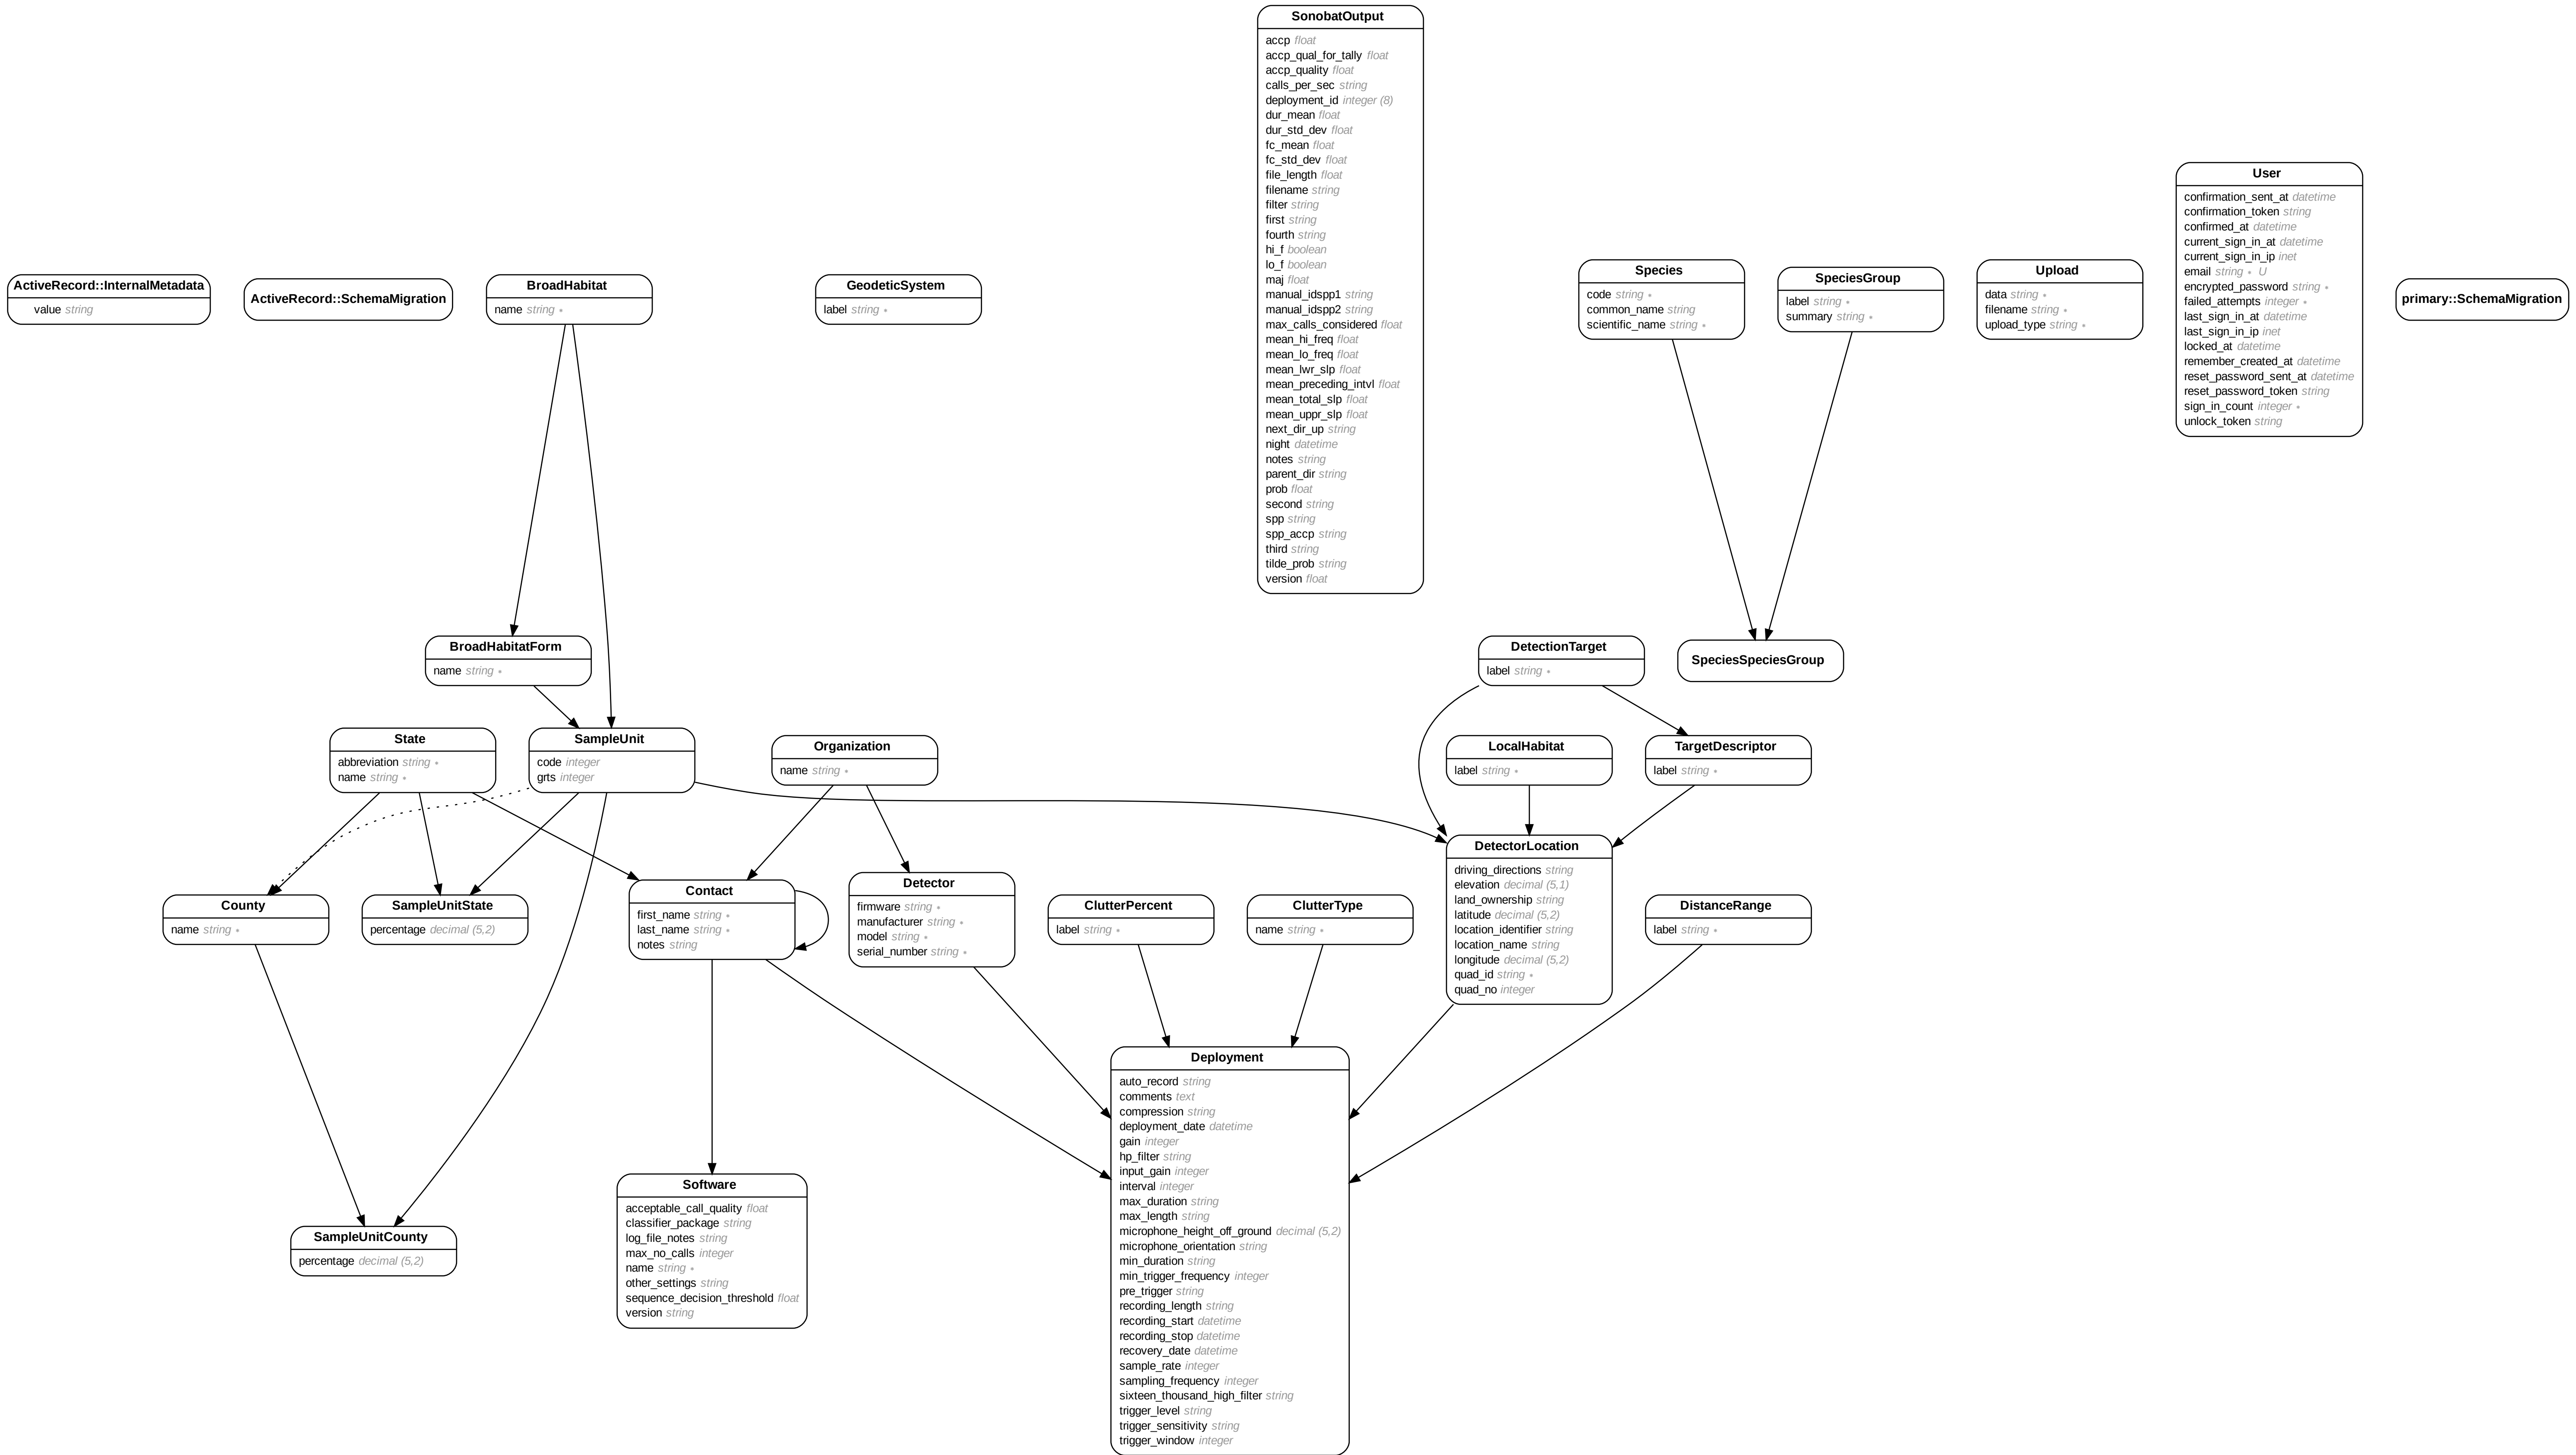 SonobatOutput
accp float
accp_qual_for_tally float
accp_quality float
calls_per_sec string
deployment_id integer (8)
dur_mean float
dur_std_dev float
fc_mean float
fc_std_dev float
file_length float
filename string
filter string
first string
fourth string
hi_f boolean
lo_f boolean
maj float
manual_idspp1 string
manual_idspp2 string
max_calls_considered float
mean_hi_freq float
mean_lo_freq float
mean_lwr_slp float
mean_preceding_intvl float
mean_total_slp float
mean_uppr_slp float
next_dir_up string
night datetime
notes string
parent_dir string
prob float
second string
spp string
spp_accp string
third string
tilde_prob string
version float
User
confirmation_sent_at datetime
confirmation_token string
confirmed_at datetime
current_sign_in_at datetime
current_sign_in_ip inet
email string * U
encrypted_password string *
failed_attempts integer *
last_sign_in_at datetime
last_sign_in_ip inet
locked_at datetime
remember_created_at datetime
reset_password_sent_at datetime
reset_password_token string
sign_in_count integer *
unlock_token string
ActiveRecord::InternalMetadata
value string
ActiveRecord::SchemaMigration
BroadHabitat
name string *
GeodeticSystem
label string *
Species
code string *
common_name string
scientific_name string *
SpeciesGroup
label string *
summary string *
Upload
data string *
filename string *
upload_type string *
primary::SchemaMigration
BroadHabitatForm
name string *
DetectionTarget
label string *
SpeciesSpeciesGroup
State
abbreviation string *
name string *
SampleUnit
code integer
grts integer
Organization
name string *
LocalHabitat
label string *
TargetDescriptor
label string *
County
name string *
SampleUnitState
percentage decimal (5,2)
Contact
first_name string *
last_name string *
notes string
Detector
firmware string *
manufacturer string *
model string *
serial_number string *
ClutterPercent
label string *
ClutterType
name string *
DetectorLocation
driving_directions string
elevation decimal (5,1)
land_ownership string
latitude decimal (5,2)
location_identifier string
location_name string
longitude decimal (5,2)
quad_id string *
quad_no integer
DistanceRange
label string *
SampleUnitCounty
percentage decimal (5,2)
Software
acceptable_call_quality float
classifier_package string
log_file_notes string
max_no_calls integer
name string *
other_settings string
sequence_decision_threshold float
version string
Deployment
auto_record string
comments text
compression string
deployment_date datetime
gain integer
hp_filter string
input_gain integer
interval integer
max_duration string
max_length string
microphone_height_off_ground decimal (5,2)
microphone_orientation string
min_duration string
min_trigger_frequency integer
pre_trigger string
recording_length string
recording_start datetime
recording_stop datetime
recovery_date datetime
sample_rate integer
sampling_frequency integer
sixteen_thousand_high_filter string
trigger_level string
trigger_sensitivity string
trigger_window integer